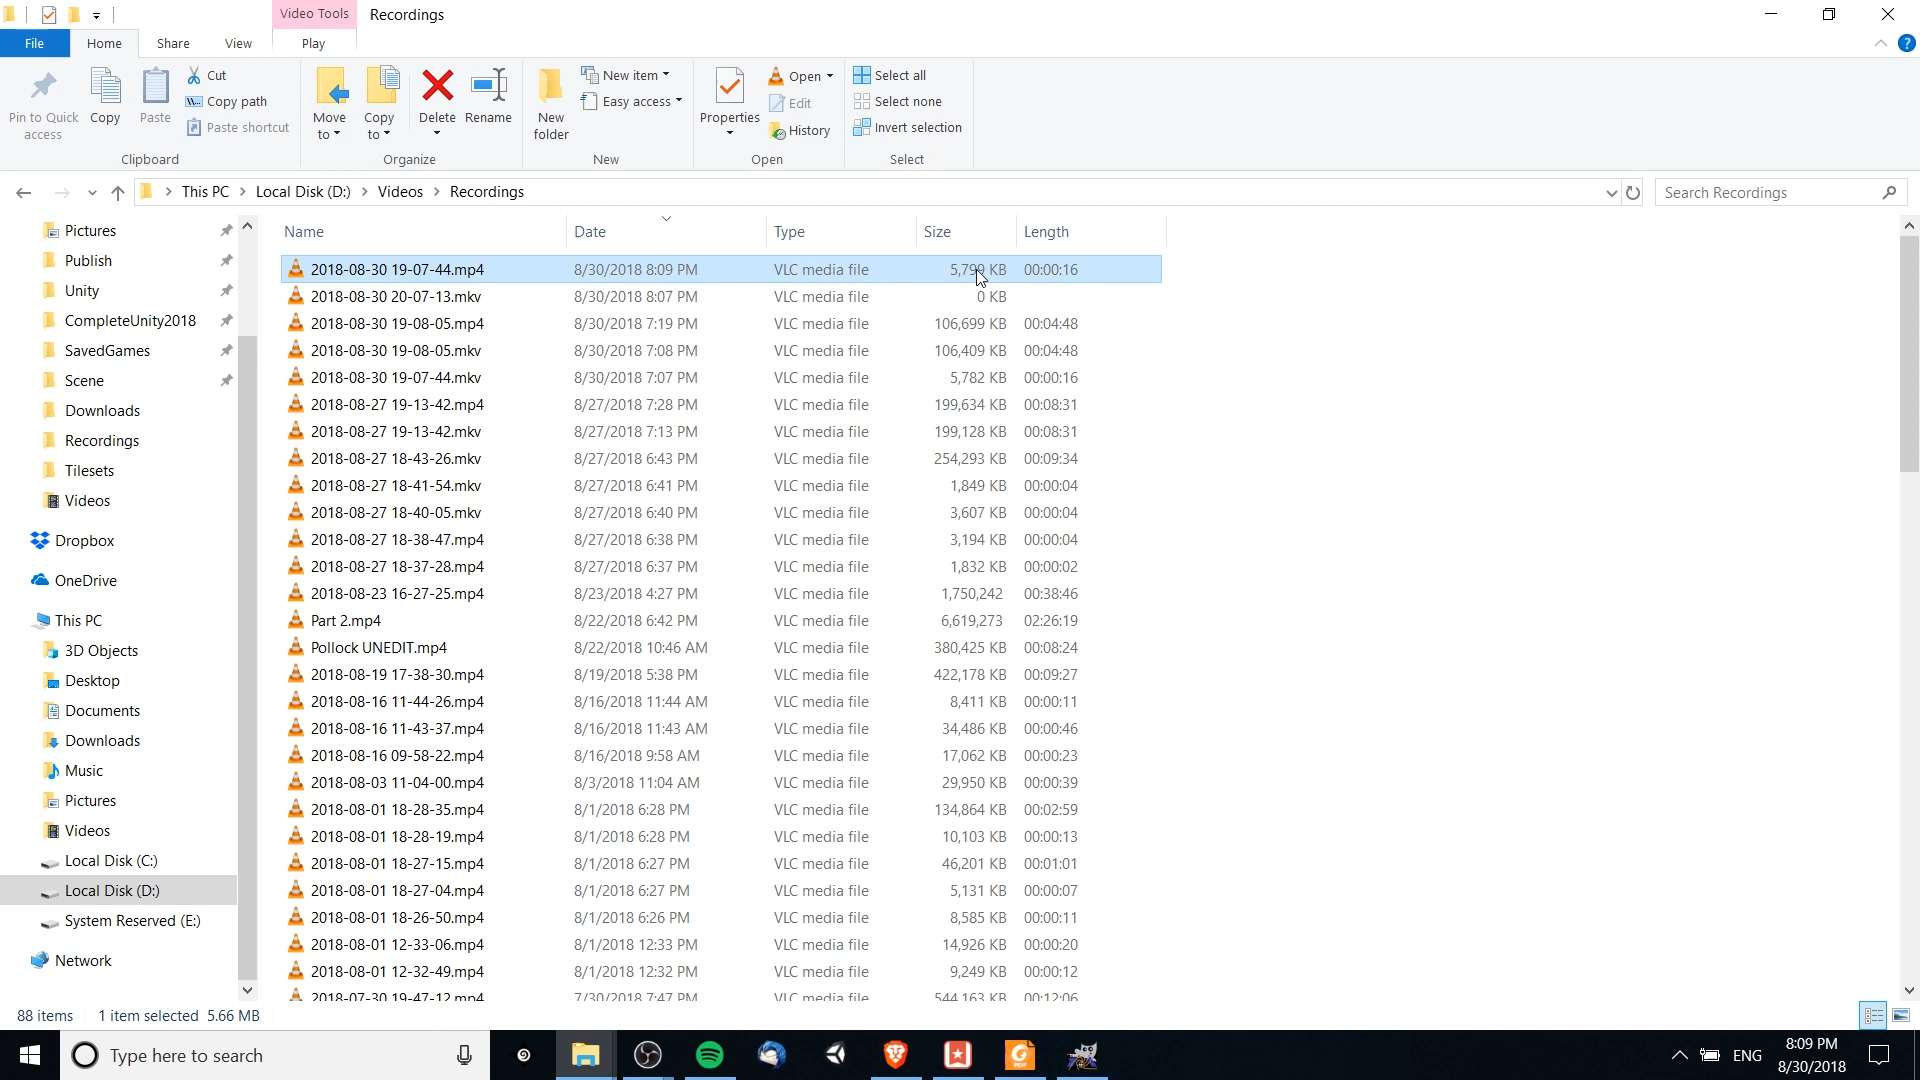 Video Tools Recordings
File Home Share View Play
Pin to Quick access
Copy
Paste
Cut
Copy path
Paste shortcut
Clipboard
Move to
Copy to
Delete
Rename
Organize
New folder
New item
Easy access
New
Properties
Open
Edit
History
Open
Select all
Select none
Invert selection
Select
This PC > Local Disk (D:) > Videos > Recordings
Search Recordings
Pictures
Publish
Unity
CompleteUnity2018
SavedGames
Scene
Downloads
Recordings
Tilesets
Videos
Dropbox
OneDrive
This PC
3D Objects
Desktop
Documents
Downloads
Music
Pictures
Videos
Local Disk (C:)
Local Disk (D:)
System Reserved (E:)
Network
Name Date Type Size Length
2018-08-30 19-07-44.mp4 8/30/2018 8:09 PM VLC media file 5,799 KB 00:00:16
2018-08-30 20-07-13.mkv 8/30/2018 8:07 PM VLC media file 0 KB
2018-08-30 19-08-05.mp4 8/30/2018 7:19 PM VLC media file 106,699 KB 00:04:48
2018-08-30 19-08-05.mkv 8/30/2018 7:08 PM VLC media file 106,409 KB 00:04:48
2018-08-30 19-07-44.mkv 8/30/2018 7:07 PM VLC media file 5,782 KB 00:00:16
2018-08-27 19-13-42.mp4 8/27/2018 7:28 PM VLC media file 199,634 KB 00:08:31
2018-08-27 19-13-42.mkv 8/27/2018 7:13 PM VLC media file 199,128 KB 00:08:31
2018-08-27 18-43-26.mkv 8/27/2018 6:43 PM VLC media file 254,293 KB 00:09:34
2018-08-27 18-41-54.mkv 8/27/2018 6:41 PM VLC media file 1,849 KB 00:00:04
2018-08-27 18-40-05.mkv 8/27/2018 6:40 PM VLC media file 3,607 KB 00:00:04
2018-08-27 18-38-47.mp4 8/27/2018 6:38 PM VLC media file 3,194 KB 00:00:04
2018-08-27 18-37-28.mp4 8/27/2018 6:37 PM VLC media file 1,832 KB 00:00:02
2018-08-23 16-27-25.mp4 8/23/2018 4:27 PM VLC media file 1,750,242 00:38:46
Part 2.mp4 8/22/2018 6:42 PM VLC media file 6,619,273 02:26:19
Pollock UNEDIT.mp4 8/22/2018 10:46 AM VLC media file 380,425 KB 00:08:24
2018-08-19 17-38-30.mp4 8/19/2018 5:38 PM VLC media file 422,178 KB 00:09:27
2018-08-16 11-44-26.mp4 8/16/2018 11:44 AM VLC media file 8,411 KB 00:00:11
2018-08-16 11-43-37.mp4 8/16/2018 11:43 AM VLC media file 34,486 KB 00:00:46
2018-08-16 09-58-22.mp4 8/16/2018 9:58 AM VLC media file 17,062 KB 00:00:23
2018-08-03 11-04-00.mp4 8/3/2018 11:04 AM VLC media file 29,950 KB 00:00:39
2018-08-01 18-28-35.mp4 8/1/2018 6:28 PM VLC media file 134,864 KB 00:02:59
2018-08-01 18-28-19.mp4 8/1/2018 6:28 PM VLC media file 10,103 KB 00:00:13
2018-08-01 18-27-15.mp4 8/1/2018 6:27 PM VLC media file 46,201 KB 00:01:01
2018-08-01 18-27-04.mp4 8/1/2018 6:27 PM VLC media file 5,131 KB 00:00:07
2018-08-01 18-26-50.mp4 8/1/2018 6:26 PM VLC media file 8,585 KB 00:00:11
2018-08-01 12-33-06.mp4 8/1/2018 12:33 PM VLC media file 14,926 KB 00:00:20
2018-08-01 12-32-49.mp4 8/1/2018 12:32 PM VLC media file 9,249 KB 00:00:12
2018-07-30 19-47-12.mp4 7/30/2018 7:47 PM VLC media file 544,163 KB 00:12:06
88 items 1 item selected 5.66 MB
Type here to search
ENG
8:09 PM
8/30/2018